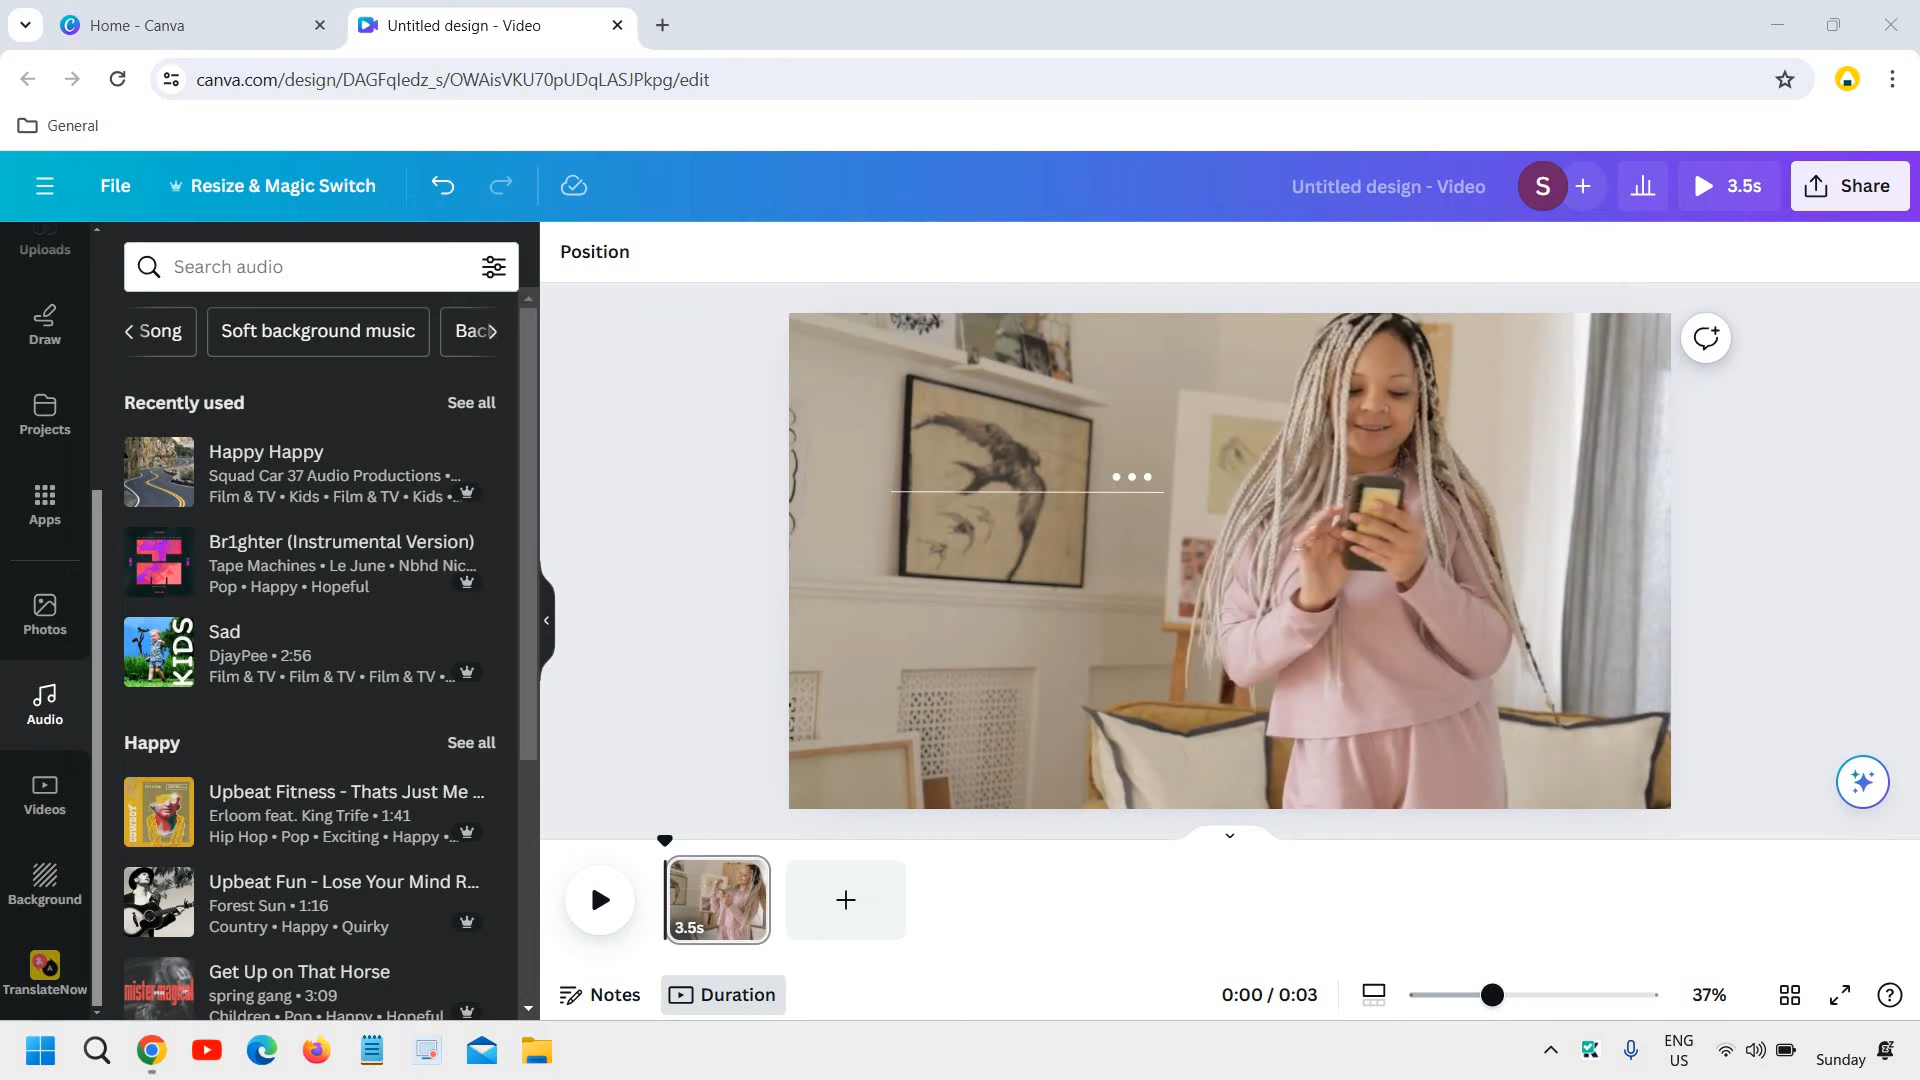 Home - Canva
Untitled design - Video
canva.com/design/DAGFqIedz_s/OWAisVKU70pUDqLASJPkpg/edit
General
File
Resize & Magic Switch
Untitled design - Video
S
3.5s
Share
Uploads
Draw
Projects
Apps
Photos
Audio
Videos
Background
TranslateNow
Search audio
Song
Soft background music
Bac
Recently used
See all
Happy Happy
Squad Car 37 Audio Productions •...
Film & TV • Kids • Film & TV • Kids •...
Br1ghter (Instrumental Version)
Tape Machines • Le June • Nbhd Nic...
Pop • Happy • Hopeful
KIDS
Sad
DjayPee • 2:56
Film & TV • Film & TV • Film & TV •...
Happy
See all
COWBOY
Upbeat Fitness - Thats Just Me ...
Erloom feat. King Trife • 1:41
Hip Hop • Pop • Exciting • Happy •...
Upbeat Fun - Lose Your Mind R...
Forest Sun • 1:16
Country • Happy • Quirky
mister magical
Get Up on That Horse
spring gang • 3:09
Children • Pop • Happy • Hopeful
Position
3.5s
Notes
Duration
0:00 / 0:03
37%
ENG
US
Sunday